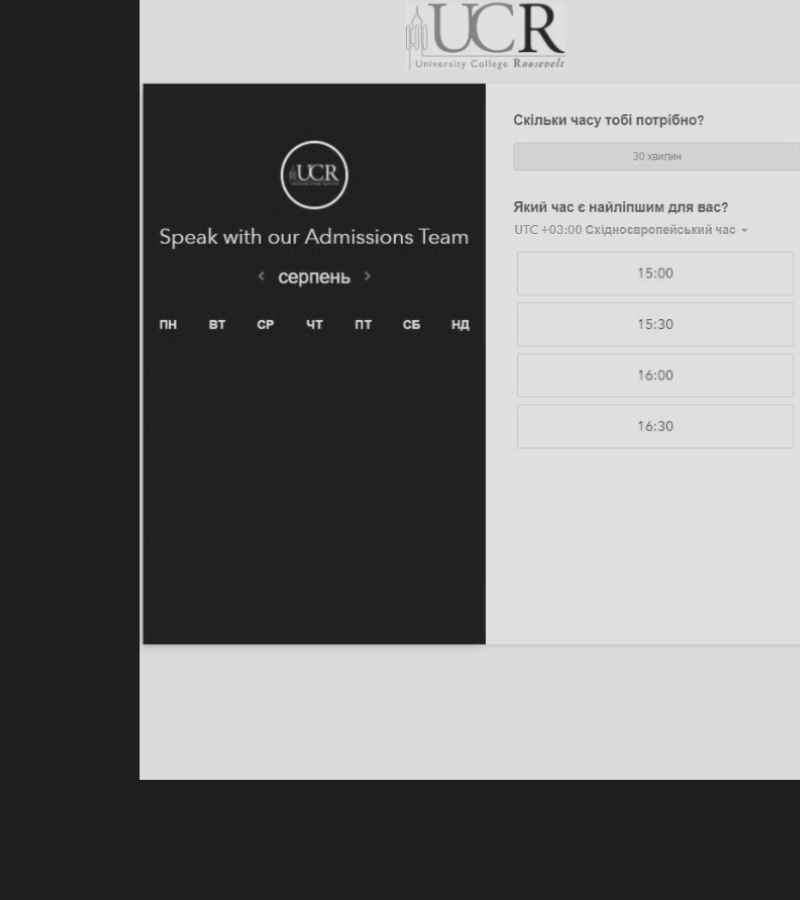 UCR
University College Roosevelt
UCR
Speak with our Admissions Team
серпень
пн вт ср чт пт сб нд
Скільки часу тобі потрібно?
30 хвилин
Який час є найліпшим для вас?
UTC +03:00 Східноєвропейський час
15:00
15:30
16:00
16:30